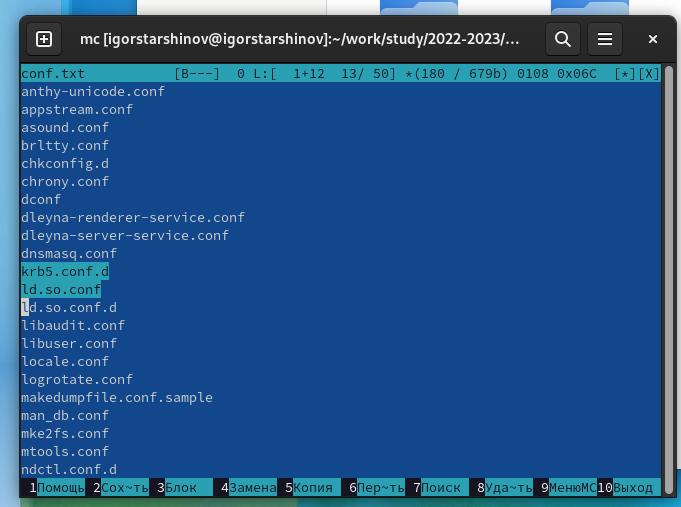 mc [igorstarshinov@igorstarshinov]:~/work/study/2022-2023/...
conf.txt [B---] 0 L:[ 1+12 13/ 50] *(180 / 679b) 0108 0x06C [*][X]
anthy-unicode.conf
appstream.conf
asound.conf
brltty.conf
chkconfig.d
chrony.conf
dconf
dleyna-renderer-service.conf
dleyna-server-service.conf
dnsmasq.conf
krb5.conf.d
ld.so.conf
ld.so.conf.d
libaudit.conf
libuser.conf
locale.conf
logrotate.conf
makedumpfile.conf.sample
man_db.conf
mke2fs.conf
mtools.conf
ndctl.conf.d
1Помощь 2Сох~ть 3Блок 4Замена 5Копия 6Пер~ть 7Поиск 8Уда~ть 9МенюMC 10Выход